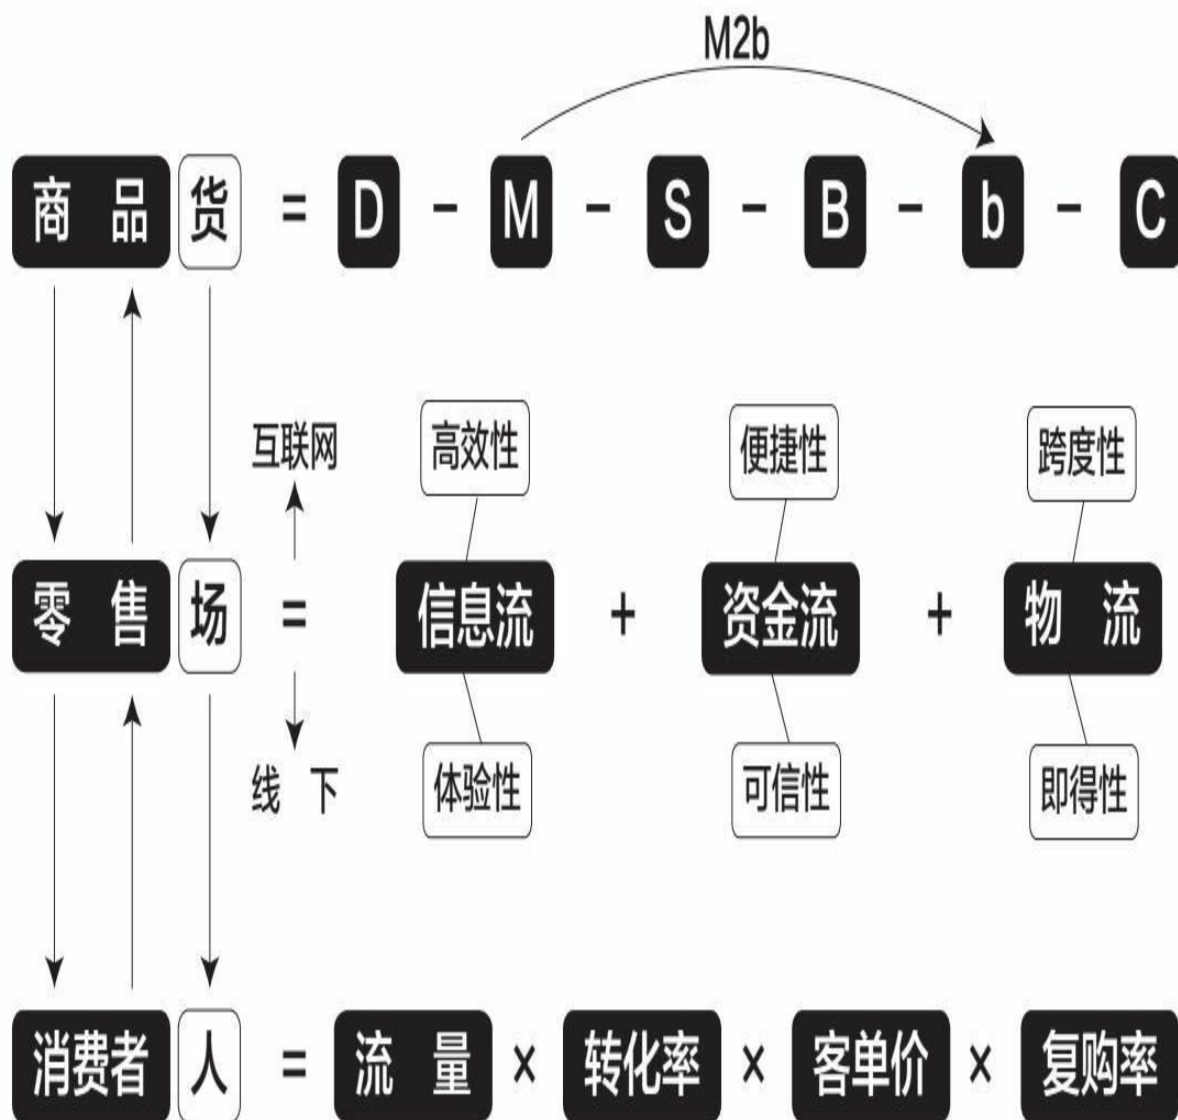 M2b
商品 货 = D - M - S - B - b - C
互联网 高效性 便捷性 跨度性
零售 场 = 信息流 + 资金流 + 物流
线下 体验性 可信性 即得性
消费者 人 = 流量 × 转化率 × 客单价 × 复购率